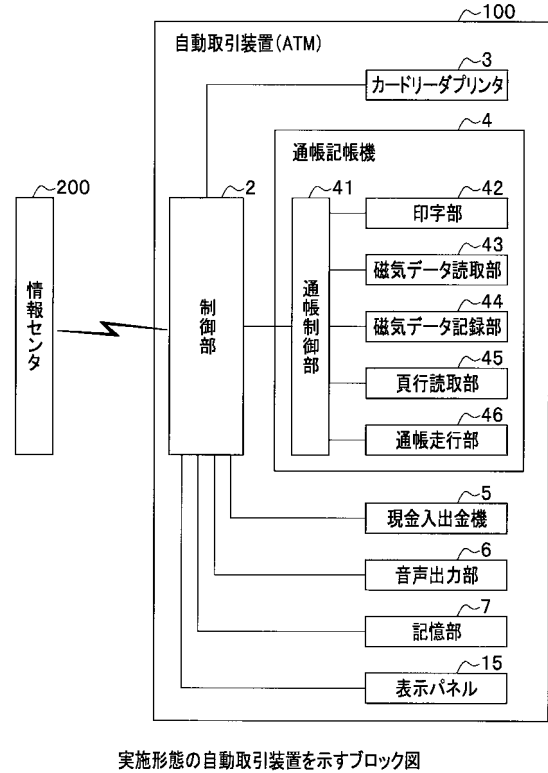 100
自動取引装置(ATM)
3
カードリーダプリンタ
4
通帳記帳機
200
2
41
42
印字部
43
磁気データ読取部
44
磁気データ記録部
45
頁行読取部
46
通帳走行部
情報センタ
制御部
通帳制御部
5
現金入出金機
6
音声出力部
7
記憶部
15
表示パネル
実施形態の自動取引装置を示すブロック図